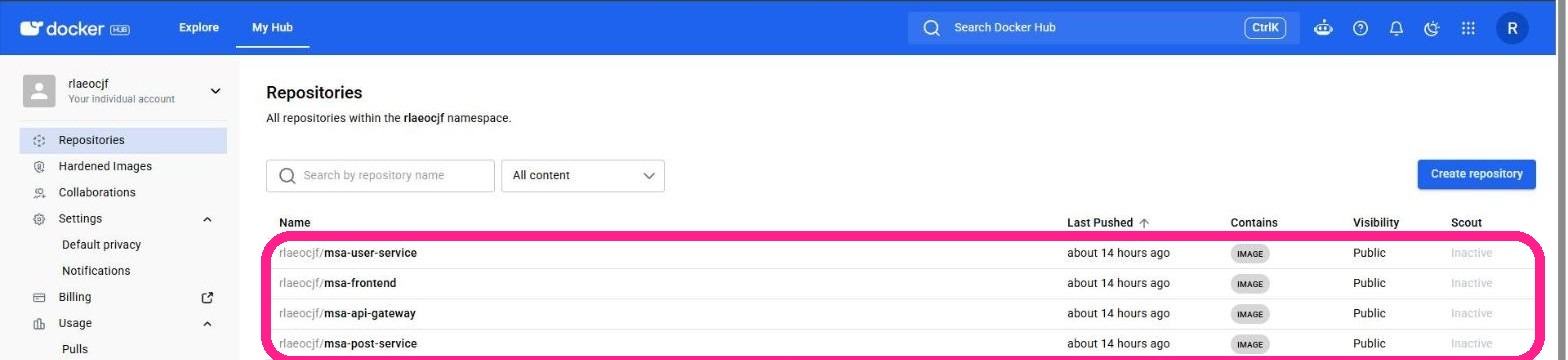 docker HUB Explore My Hub Search Docker Hub CtrlK R
rlaeocjf
Your individual account
Repositories
Hardened Images
Collaborations
Settings
Default privacy
Notifications
Billing
Usage
Pulls
Repositories
All repositories within the rlaeocjf namespace.
Search by repository name All content Create repository
Name Last Pushed Contains Visibility Scout
rlaeocjf/msa-user-service about 14 hours ago IMAGE Public Inactive
rlaeocjf/msa-frontend about 14 hours ago IMAGE Public Inactive
rlaeocjf/msa-api-gateway about 14 hours ago IMAGE Public Inactive
rlaeocjf/msa-post-service about 14 hours ago IMAGE Public Inactive